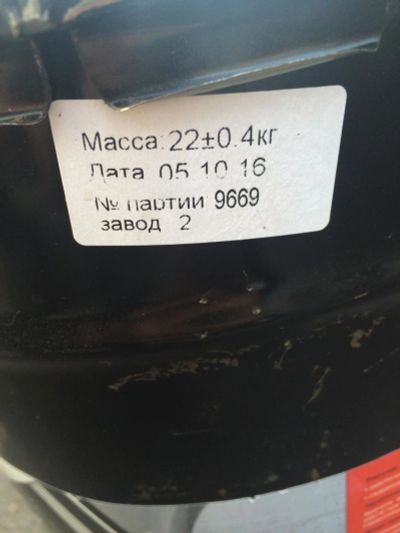 Масса: 22±0.4кг
Дата 05 10 16
№ партии 9669
завод 2